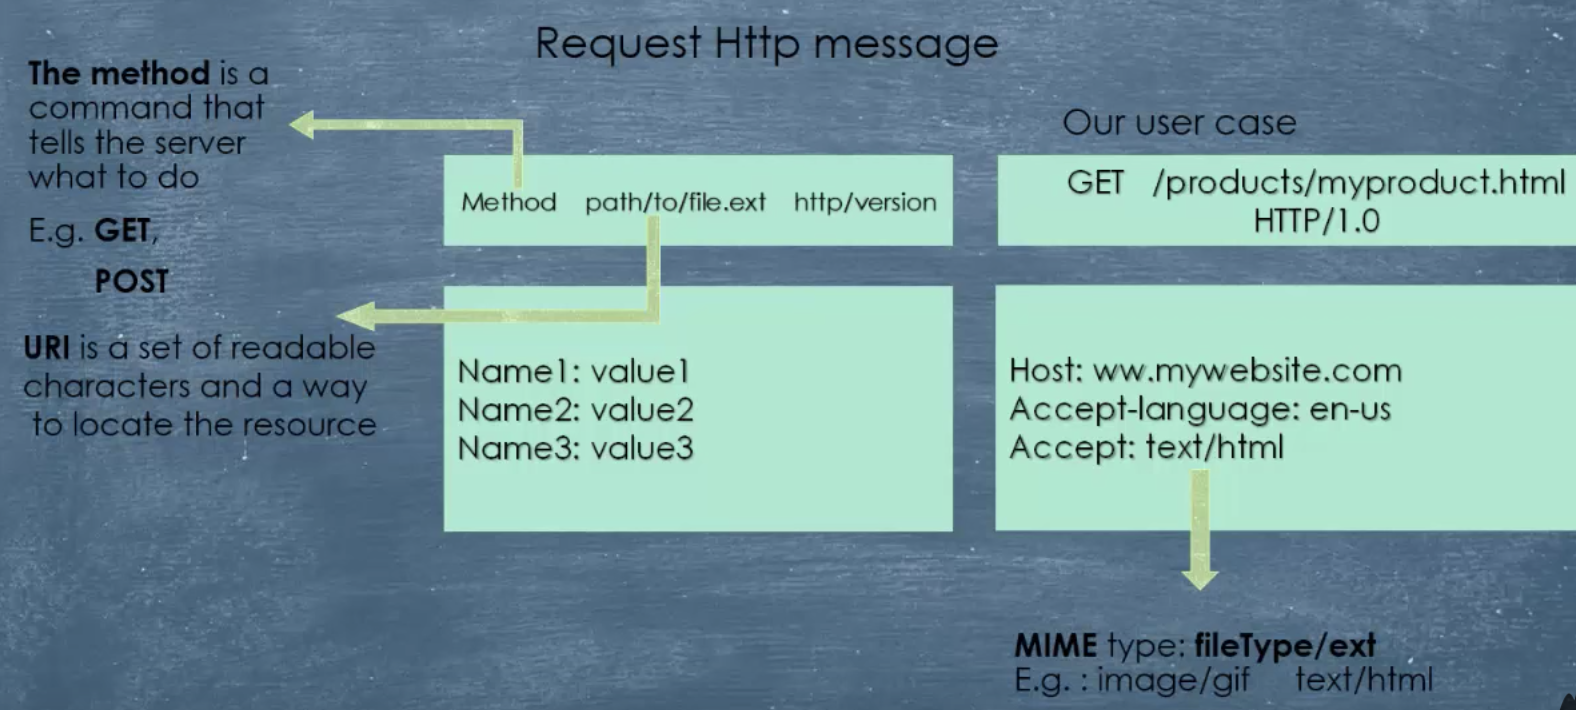 Request Http message
The method is a
command that
tells the server
what to do
E.g. GET,
POST
URI is a set of readable
characters and a way
to locate the resource
Method path/to/file.ext http/version
Name1: value1
Name2: value2
Name3: value3
Our user case
GET /products/myproduct.html
HTTP/1.0
Host: ww.mywebsite.com
Accept-language: en-us
Accept: text/html
MIME type: fileType/ext
E.g. : image/gif text/html